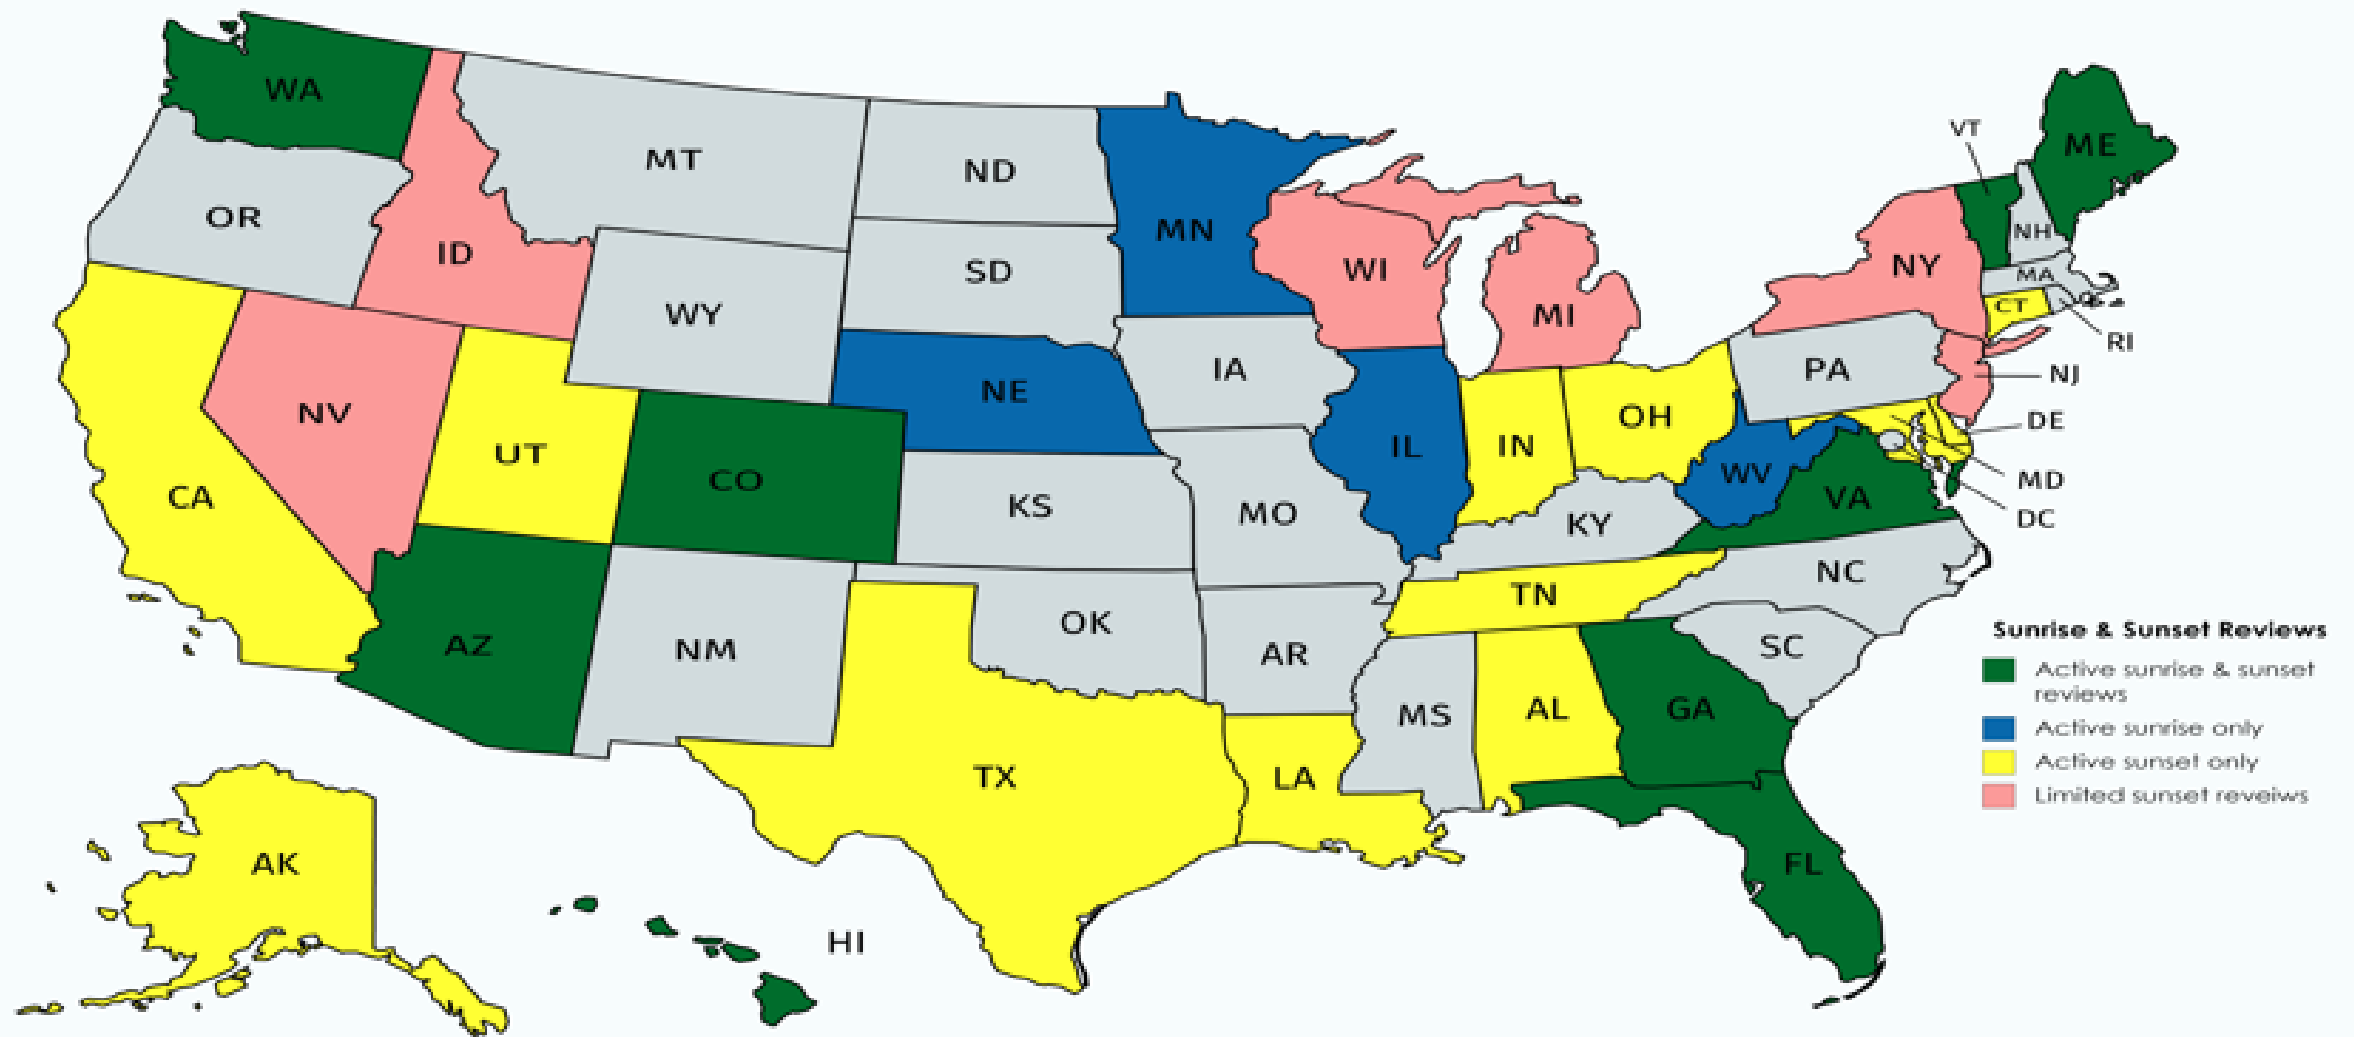 WA
MT
ND
MN
VT
ME
OR
ID
SD
WI
NH
NY
MA
WY
MI
CT
RI
IA
PA
NJ
NE
NV
OH
DE
UT
IL
IN
CO
WV
MD
CA
KS
MO
VA
DC
KY
NC
TN
OK
AZ
NM
AR
SC
Sunrise & Sunset Reviews
Active sunrise & sunset
reviews
MS
AL
GA
Active sunrise only
TX
LA
Active sunset only
Limited sunset reveiws
AK
FL
HI